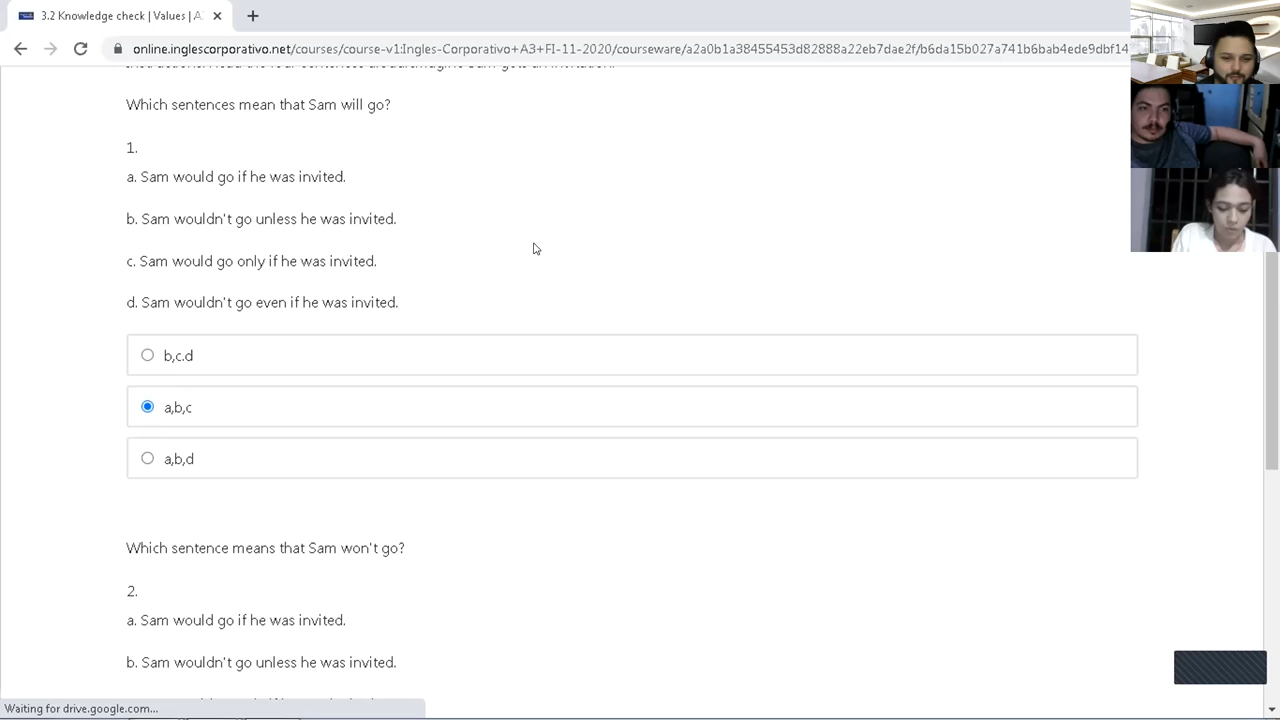 3.2 Knowledge check | Values | A
online.inglescorporativo.net/courses/course-v1:Ingles-Corporativo+A3+FI-11-2020/courseware/
Which sentences mean that Sam will go?
1.
a. Sam would go if he was invited.
b. Sam wouldn't go unless he was invited.
c. Sam would go only if he was invited.
d. Sam wouldn't go even if he was invited.
b,c.d
a,b,c
a,b,d
Which sentence means that Sam won't go?
2.
a. Sam would go if he was invited.
b. Sam wouldn't go unless he was invited.
Waiting for drive.google.com...